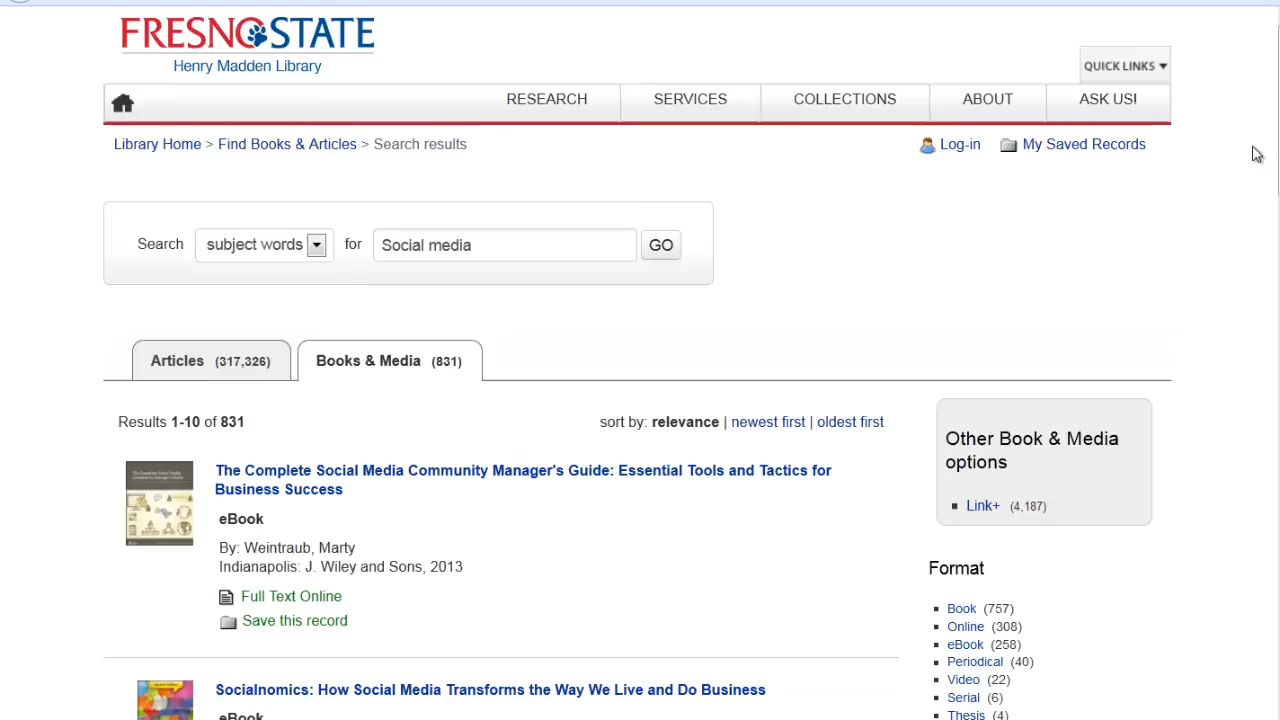 FRESNO STATE
Henry Madden Library
QUICK LINKS
RESEARCH SERVICES COLLECTIONS ABOUT ASK US!
Library Home > Find Books & Articles > Search results
Log-in My Saved Records
Search subject words for Social media GO
Articles (317,326) Books & Media (831)
Results 1-10 of 831
sort by: relevance | newest first | oldest first
The Complete Social Media Community Manager's Guide: Essential Tools and Tactics for
Business Success
eBook
By: Weintraub, Marty
Indianapolis: J. Wiley and Sons, 2013
Full Text Online
Save this record
Socialnomics: How Social Media Transforms the Way We Live and Do Business
eBook
Other Book & Media
options
Link+ (4,187)
Format
Book (757)
Online (308)
eBook (258)
Periodical (40)
Video (22)
Serial (6)
Thesis (4)